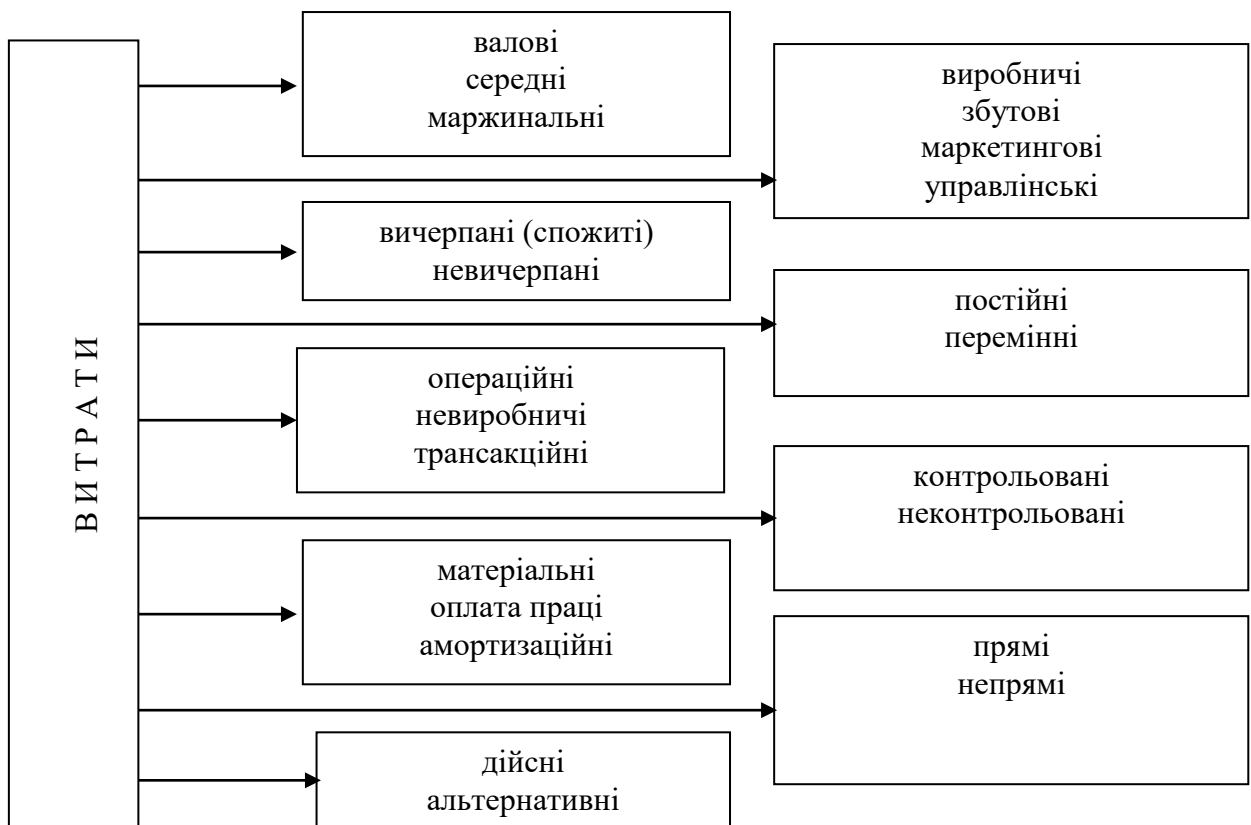 В И Т Р А Т И
валові
середні
маржинальні
виробничі
збутові
маркетингові
управлінські
вичерпані (спожиті)
невичерпані
постійні
перемінні
операційні
невиробничі
трансакційні
контрольовані
неконтрольовані
матеріальні
оплата праці
амортизаційні
прямі
непрямі
дійсні
альтернативні